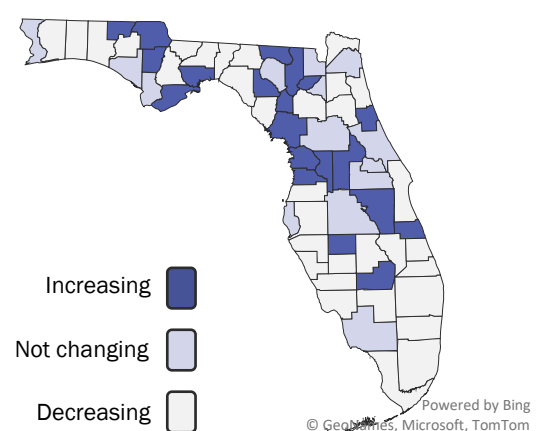 Increasing
Not changing
Decreasing
Powered by Bing
© GeoNames, Microsoft, TomTom